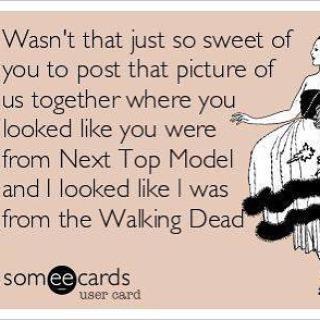 Wasn't that just so sweet of
you to post that picture of
us together where you
looked like you were
from Next Top Model
and I looked like I was
from the Walking Dead
someecards
user card